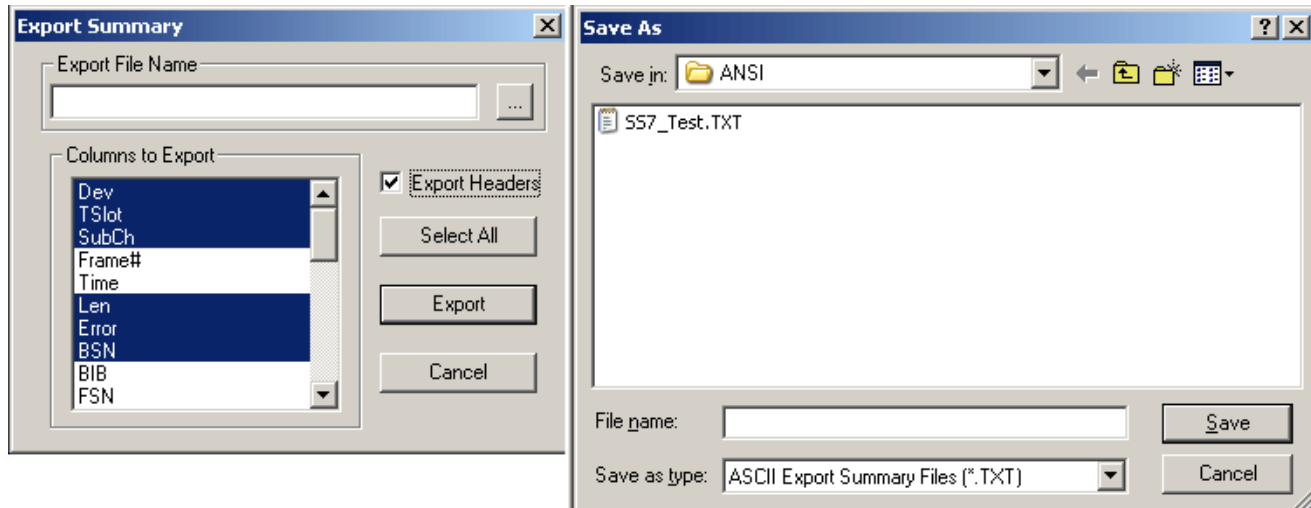 Export Summary
Export File Name
...
Columns to Export
Dev
TSlot
SubCh
Frame#
Time
Len
Error
BSN
BIB
FSN
Export Headers
Select All
Export
Cancel
Save As
Save in: ANSI
SS7_Test.TXT
File name:
Save
Save as type: ASCII Export Summary Files (*.TXT)
Cancel